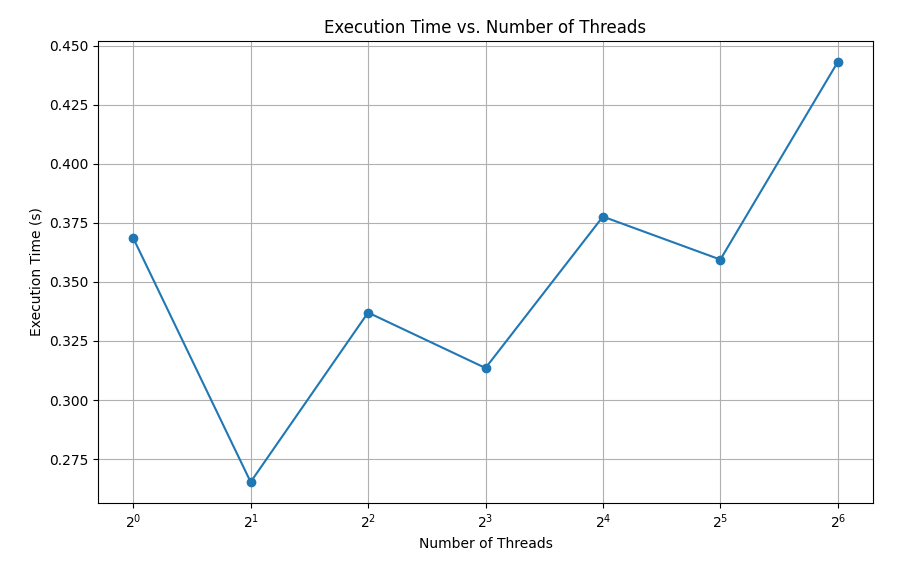 Execution Time vs. Number of Threads
Execution Time (s)
0.450
0.425
0.400
0.375
0.350
0.325
0.300
0.275
2⁰ 2¹ 2² 2³ 2⁴ 2⁵ 2⁶
Number of Threads